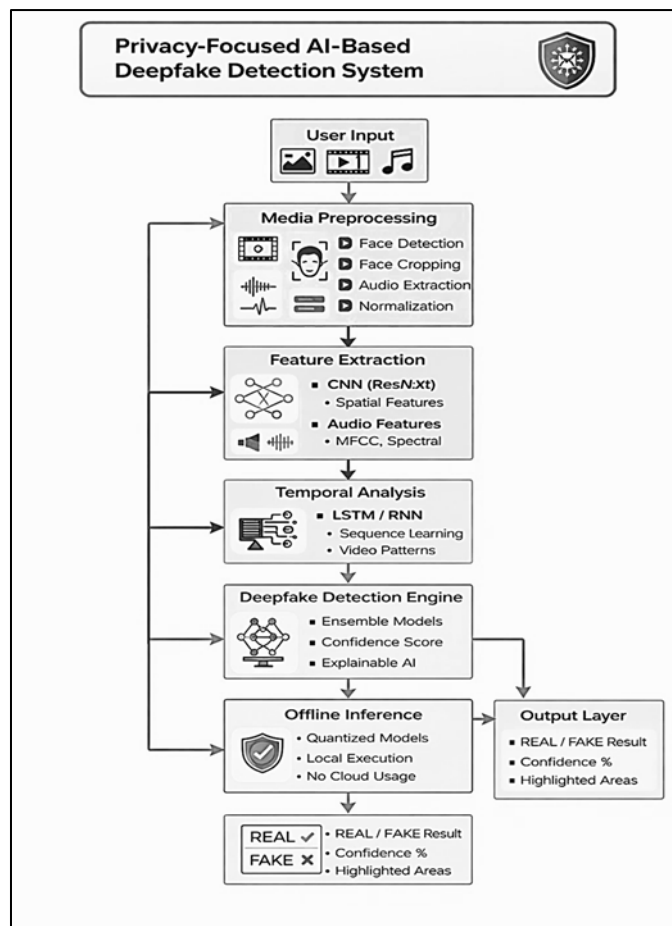 Privacy-Focused AI-Based
Deepfake Detection System
User Input
Media Preprocessing
Face Detection
Face Cropping
Audio Extraction
Normalization
Feature Extraction
▪ CNN (ResN:Xt)
• Spatial Features
▪ Audio Features
• MFCC, Spectral
Temporal Analysis
▪ LSTM / RNN
• Sequence Learning
• Video Patterns
Deepfake Detection Engine
▪ Ensemble Models
▪ Confidence Score
▪ Explainable AI
Offline Inference
• Quantized Models
• Local Execution
• No Cloud Usage
Output Layer
▪ REAL / FAKE Result
▪ Confidence %
▪ Highlighted Areas
REAL ✓
FAKE ✗
• REAL / FAKE Result
• Confidence %
• Highlighted Areas